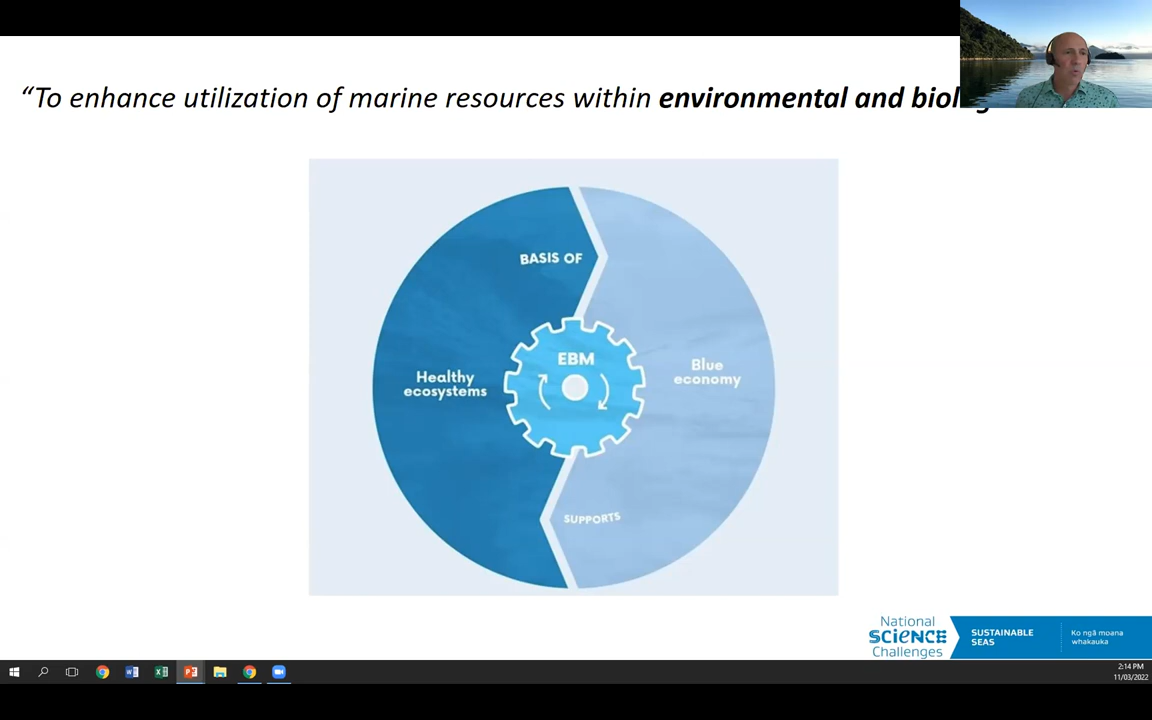 “To enhance utilization of marine resources within environmental and
BASIS OF
EBM
Healthy
ecosystems
Blue
economy
SUPPORTS
National
SCIENCE
Challenges
SUSTAINABLE
SEAS
Ko ngā moana
whakauka
2:14 PM
11/03/2022